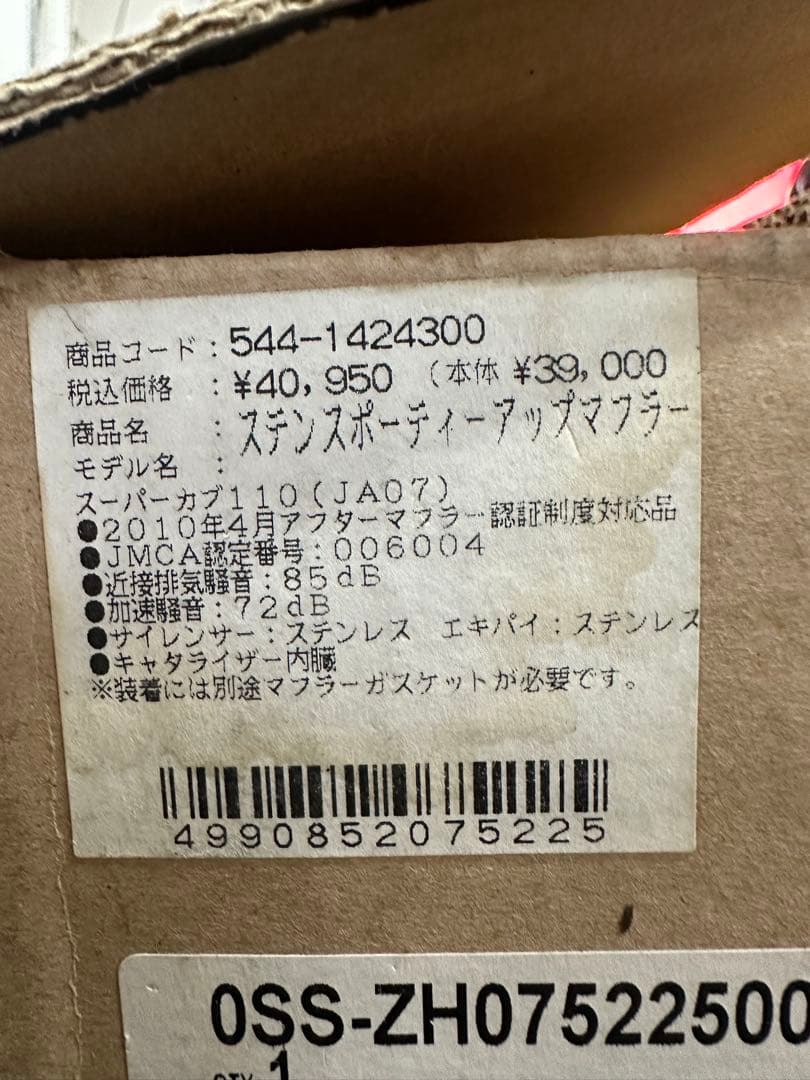 商品コード：544-1424300
税込価格　：¥40,950　（本体 ¥39,000
商品名　　：ステンスポーティーアップマフラー
モデル名　：
スーパーカブ110(JA07)
●2010年4月アフターマフラー認証制度対応品
●JMCA認定番号：006004
●近接排気騒音：85dB
●加速騒音：72dB
●サイレンサー：ステンレス　エキパイ：ステンレス
●キャタライザー内臓
※装着には別途マフラーガスケットが必要です。
4990852075225
0SS-ZH07522500
QTY 1